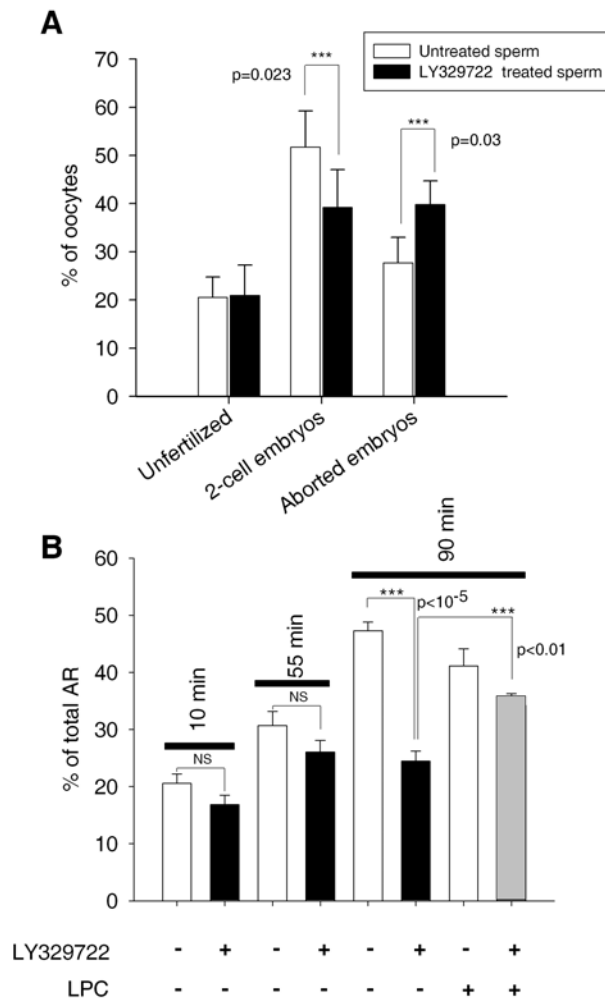 A
Untreated sperm
LY329722 treated sperm
p=0.023
***
***
p=0.03
% of oocytes
70
60
50
40
30
20
10
0
Unfertilized
2-cell embryos
Aborted embryos
B
90 min
55 min
10 min
*** p<10-5
***
p<0.01
NS
NS
% of total AR
60
50
40
30
20
10
0
LY329722 - + - + - + - +
LPC + +